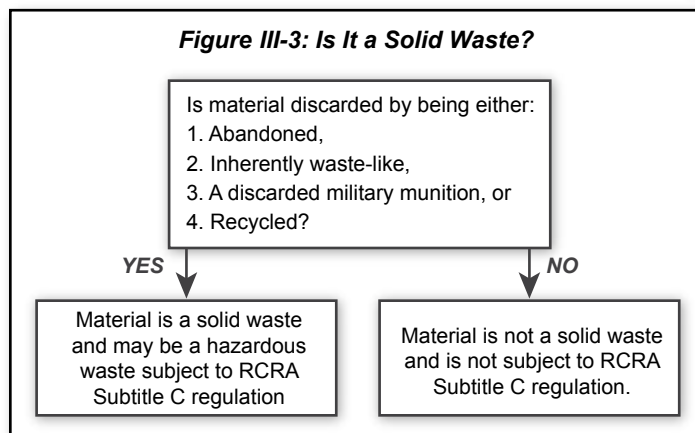 Figure III-3: Is It a Solid Waste?
Is material discarded by being either:
1. Abandoned,
2. Inherently waste-like,
3. A discarded military munition, or
4. Recycled?
YES
NO
Material is a solid waste
and may be a hazardous
waste subject to RCRA
Subtitle C regulation
Material is not a solid waste
and is not subject to RCRA
Subtitle C regulation.